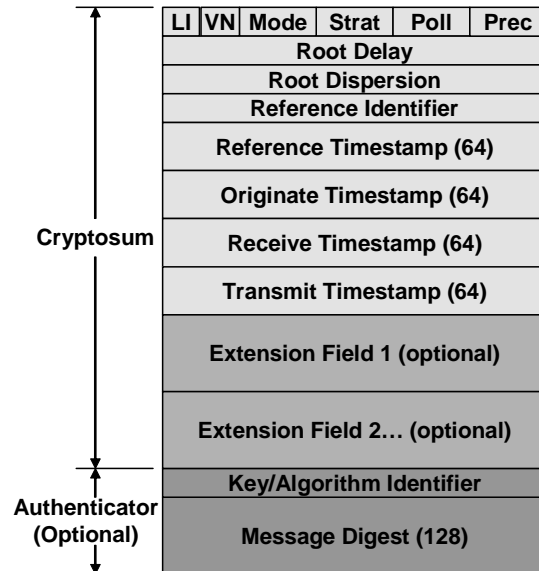 LI VN Mode Strat Poll Prec
Root Delay
Root Dispersion
Reference Identifier
Reference Timestamp (64)
Originate Timestamp (64)
Cryptosum
Receive Timestamp (64)
Transmit Timestamp (64)
Extension Field 1 (optional)
Extension Field 2... (optional)
Key/Algorithm Identifier
Authenticator
(Optional)
Message Digest (128)